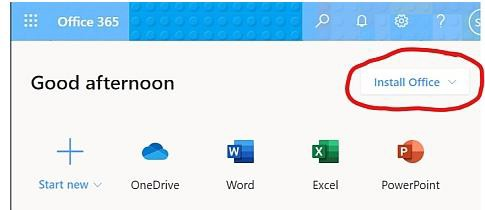 Office 365 ?
Good afternoon
Install Office
Start new OneDrive Word Excel PowerPoint